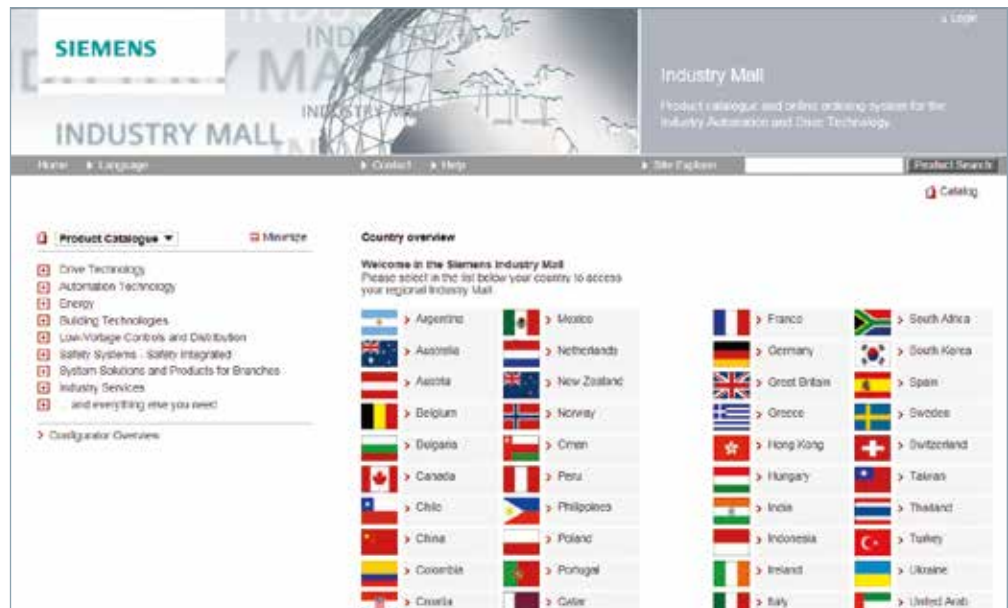 SIEMENS
INDUSTRY MALL
INDUSTRY MALL
Login
Industry Mall
Product catalogue and online ordering system for the
Industry Automation and Drive Technology.
Home
Language
Contact
Help
Site Explorer
Product Search
Catalog
Product Catalogue
Minimize
Drive Technology
Automation Technology
Energy
Building Technologies
Low-Voltage Controls and Distribution
Safety Systems - Safety Integrated
System Solutions and Products for Branches
Industry Services
... and everything else you need
Configurator Overview
Country overview
Welcome in the Siemens Industry Mall
Please select in the list below your country to access
your regional Industry Mall
Argentina
Australia
Austria
Belgium
Bulgaria
Canada
Chile
China
Colombia
Croatia
Mexico
Netherlands
New Zealand
Norway
Oman
Peru
Philippines
Poland
Portugal
Qatar
France
Germany
Great Britain
Greece
Hong Kong
Hungary
India
Indonesia
Ireland
Italy
South Africa
South Korea
Spain
Sweden
Switzerland
Taiwan
Thailand
Turkey
Ukraine
United Arab